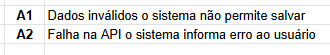 A1 Dados inválidos o sistema não permite salvar
A2 Falha na API o sistema informa erro ao usuário